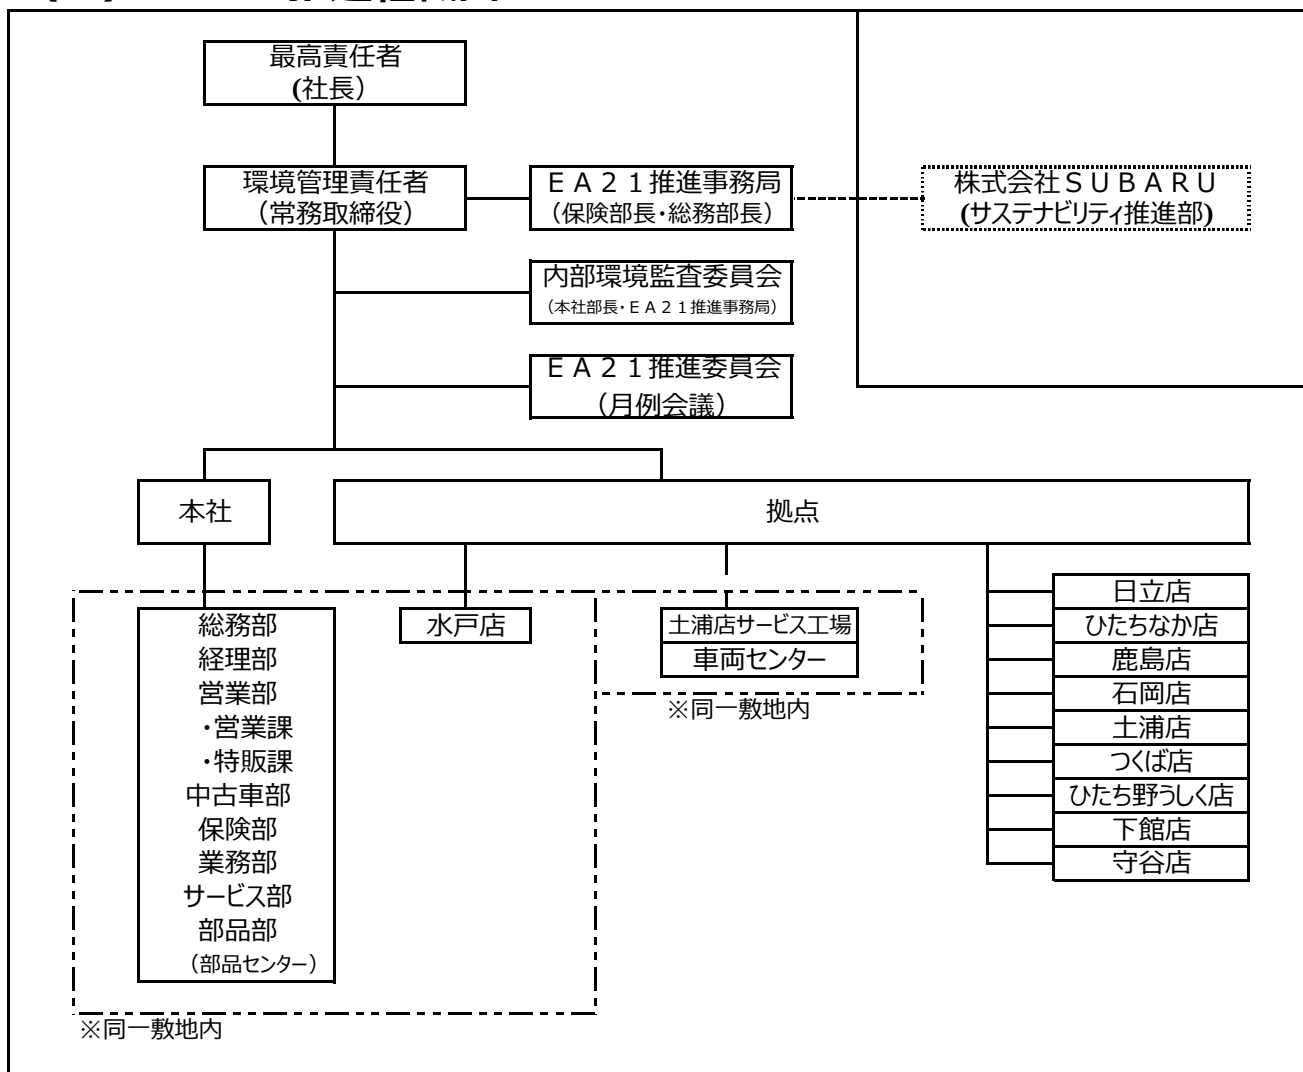 最高責任者
(社長）
環境管理責任者
（常務取締役）
ＥＡ２１推進事務局
（保険部長・総務部長）
株式会社ＳＵＢＡＲＵ
(サステナビリティ推進部)
内部環境監査委員会
（本社部長・ＥＡ２１推進事務局）
ＥＡ２１推進委員会
（月例会議）
本社
拠点
総務部
経理部
営業部
・営業課
・特販課
中古車部
保険部
業務部
サービス部
部品部
（部品センター）
水戸店
土浦店サービス工場
車両センター
※同一敷地内
日立店
ひたちなか店
鹿島店
石岡店
土浦店
つくば店
ひたち野うしく店
下館店
守谷店
※同一敷地内